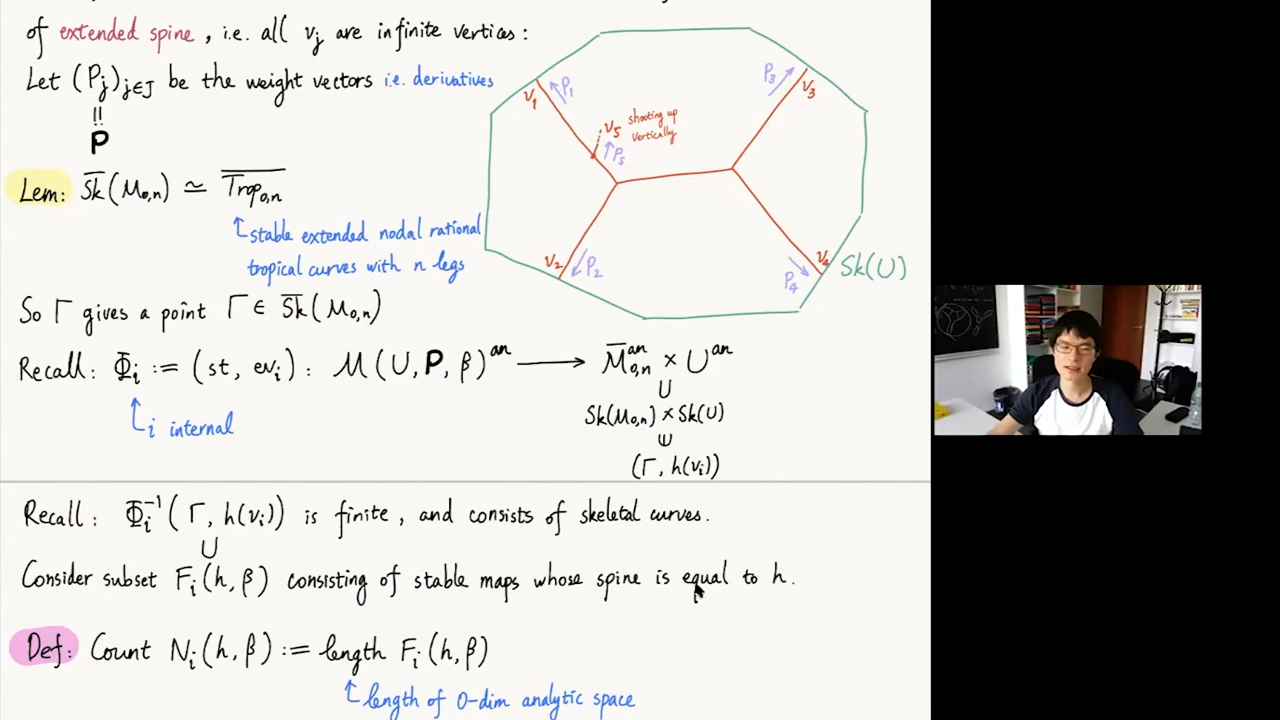 of extended spine, i.e. all v_j are infinite vertices:
Let (P_j)_{j∈J} be the weight vectors i.e. derivatives
=
P
Lem: S̅k̅(M_{0,n}) ≃ \overline{Trop_{0,n}}
stable extended nodal rational
tropical curves with n legs
v_1
P_1
v_5 shooting up
vertically
P_5
P_3
v_3
v_2
P_2
v_4
P_4
Sk(U)
So Γ gives a point Γ ∈ S̅k̅(M_{0,n})
Recall: Φ_i := (st, ev_i): M(U, P, β)^{an} ⟶ M̅_{0,n}^{an} × U^{an}
i internal
∪
Sk(M_{0,n}) × Sk(U)
∪
(Γ, h(v_i))
Recall: Φ_i^{-1}(Γ, h(v_i)) is finite, and consists of skeletal curves.
∪
Consider subset F_i(h, β) consisting of stable maps whose spine is equal to h.
Def: Count N_i(h, β) := length F_i(h, β)
length of 0-dim analytic space